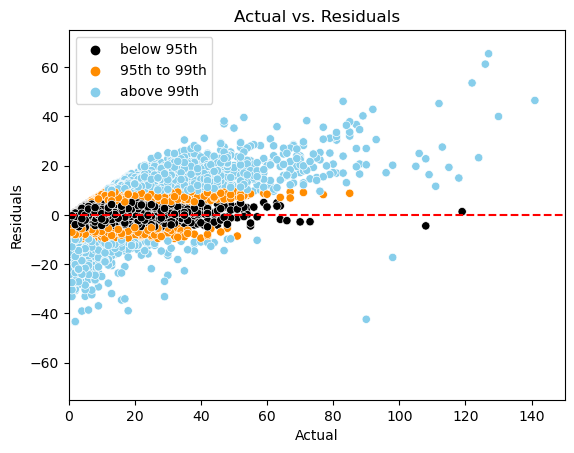 Actual vs. Residuals
below 95th
95th to 99th
above 99th
Residuals
60
40
20
0
−20
−40
−60
0 20 40 60 80 100 120 140
Actual